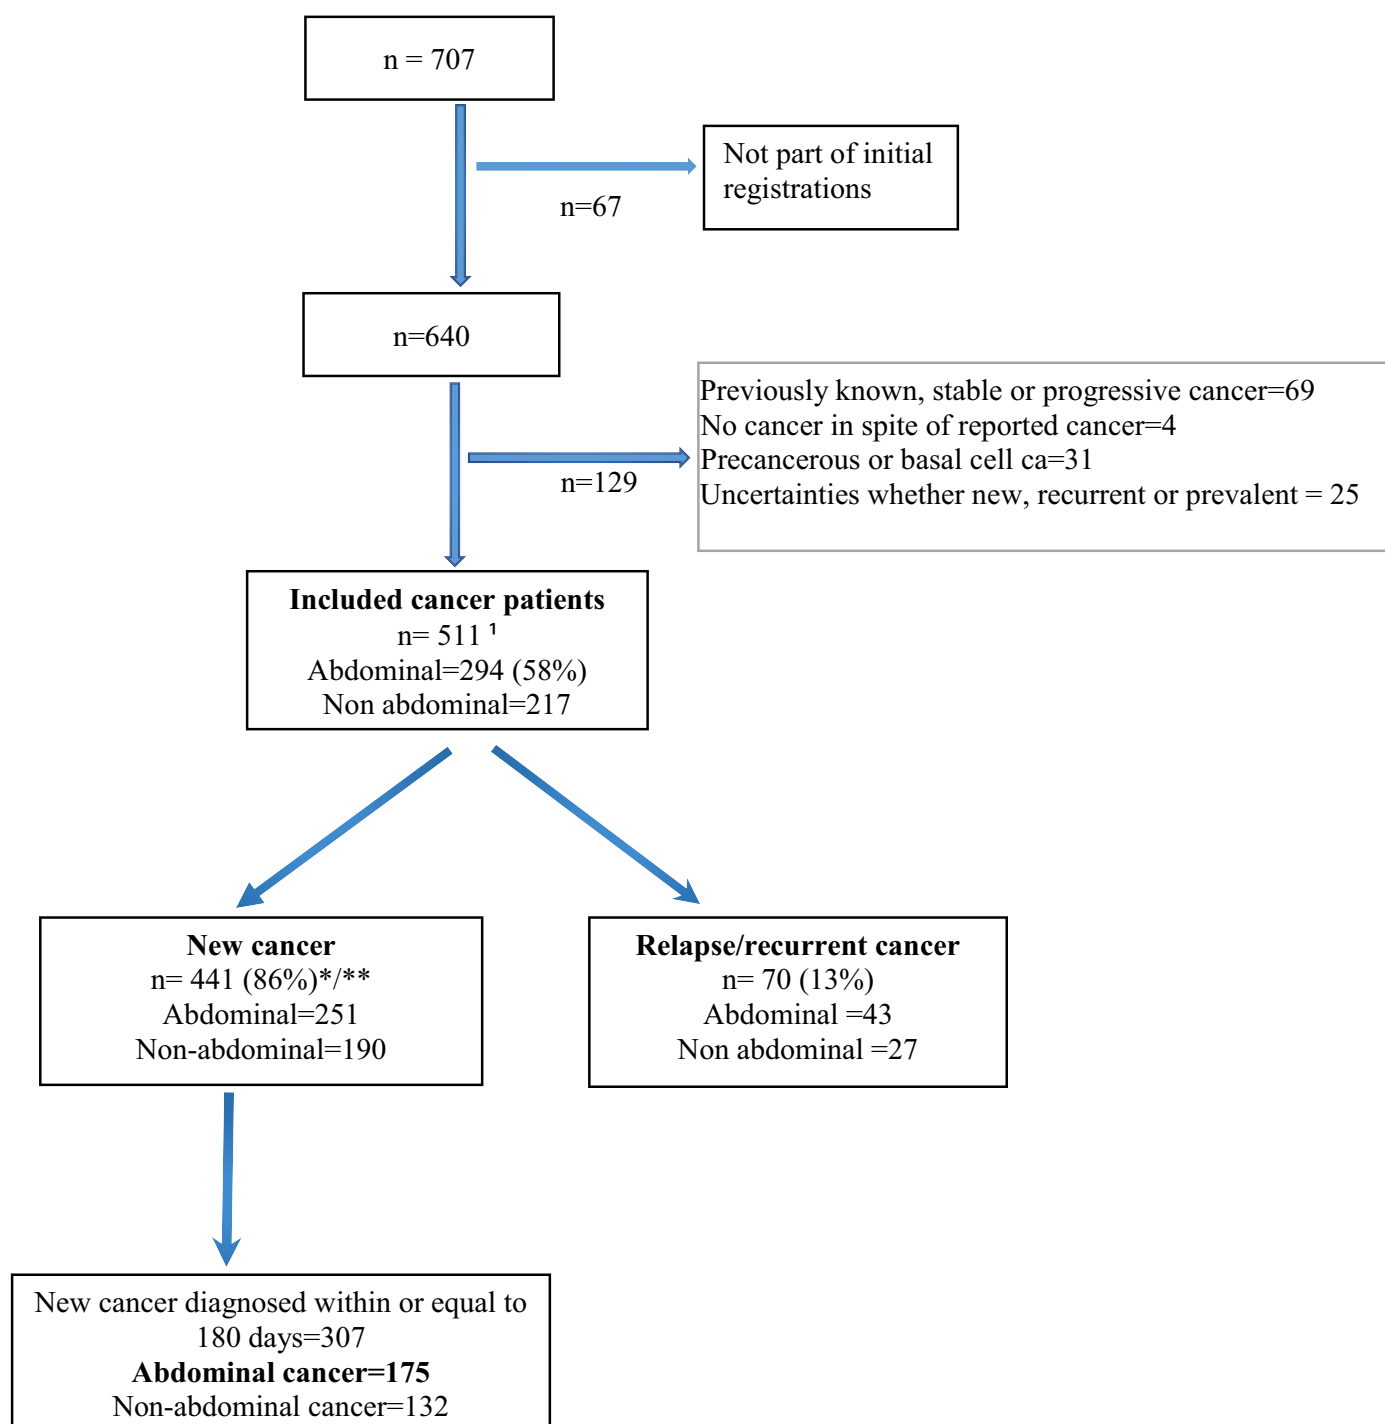 n = 707
Not part of initial
registrations
n=67
n=640
Previously known, stable or progressive cancer=69
No cancer in spite of reported cancer=4
Precancerous or basal cell ca=31
Uncertainties whether new, recurrent or prevalent = 25
n=129
Included cancer patients
n= 511 ¹
Abdominal=294 (58%)
Non abdominal=217
New cancer
n= 441 (86%)*/**
Abdominal=251
Non-abdominal=190
Relapse/recurrent cancer
n= 70 (13%)
Abdominal =43
Non abdominal =27
New cancer diagnosed within or equal to
180 days=307
Abdominal cancer=175
Non-abdominal cancer=132